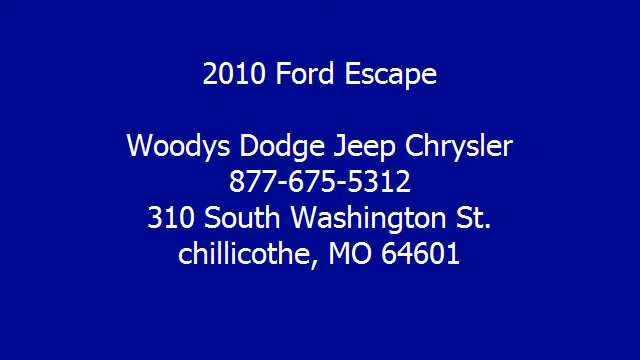 2010 Ford Escape
Woodys Dodge Jeep Chrysler
877-675-5312
310 South Washington St.
chillicothe, MO 64601